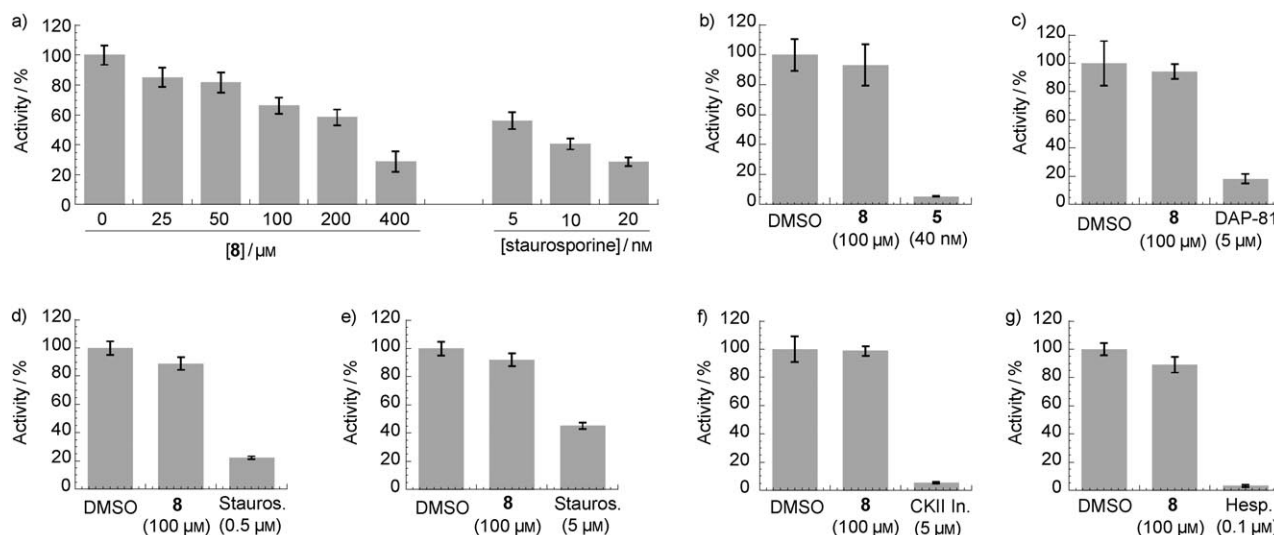 a)
120
100
80
60
40
20
0
Activity / %
0 25 50 100 200 400
[8] / µM
5 10 20
[staurosporine] / nM
b)
120
100
80
60
40
20
0
Activity / %
DMSO 8 5
(100 µM) (40 nM)
c)
120
100
80
60
40
20
0
Activity / %
DMSO 8 DAP-81
(100 µM) (5 µM)
d)
120
100
80
60
40
20
0
Activity / %
DMSO 8 Stauros.
(100 µM) (0.5 µM)
e)
120
100
80
60
40
20
0
Activity / %
DMSO 8 Stauros.
(100 µM) (5 µM)
f)
120
100
80
60
40
20
0
Activity / %
DMSO 8 CKII In.
(100 µM) (5 µM)
g)
120
100
80
60
40
20
0
Activity / %
DMSO 8 Hesp.
(100 µM) (0.1 µM)